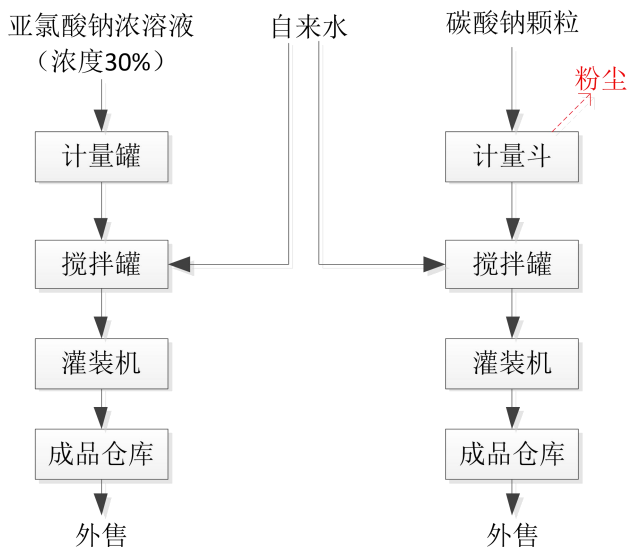 亚氯酸钠浓溶液
（浓度30%）
自来水
碳酸钠颗粒
粉尘
计量罐
计量斗
搅拌罐
搅拌罐
灌装机
灌装机
成品仓库
成品仓库
外售
外售